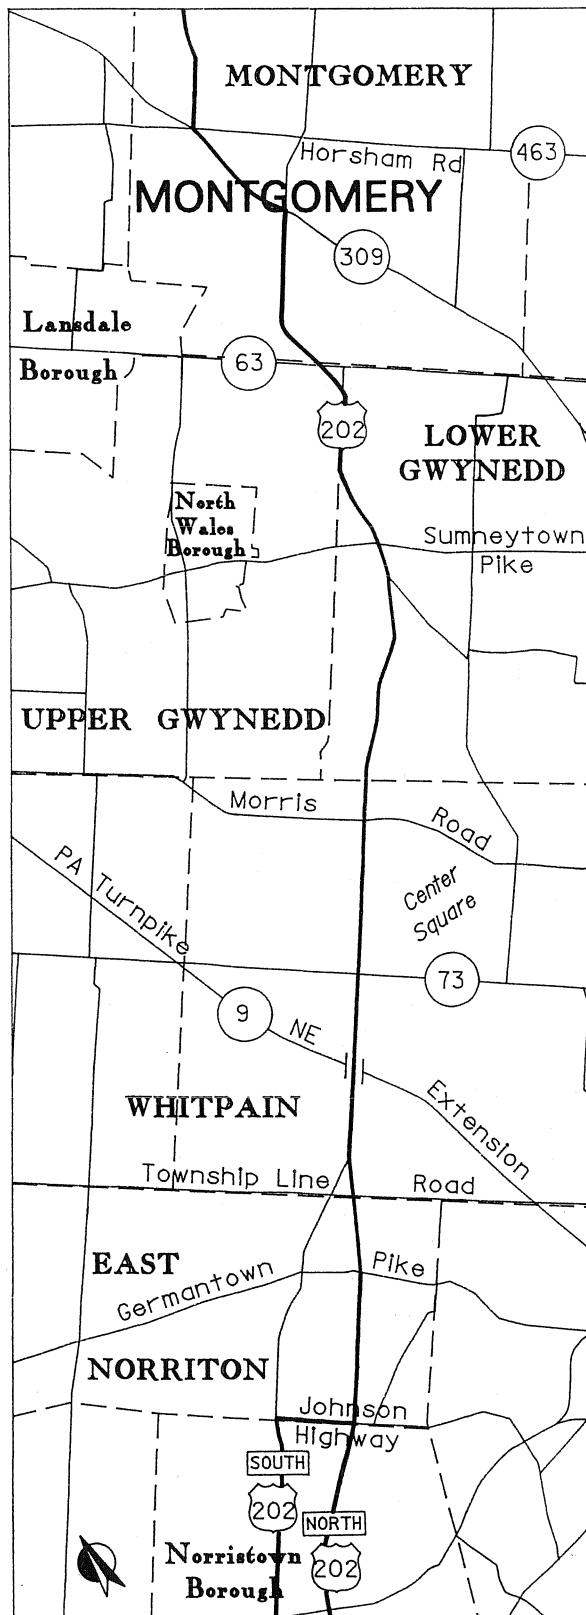 MONTGOMERY
463
Horsham Rd
MONTGOMERY
309
Lansdale
63
Borough
202
LOWER
GWYNEDD
North
Wales
Borough
Sumneytown
Pike
UPPER GWYNEDD
Morris Road
Center
Square
PA Turnpike
73
9
NE Extension
WHITPAIN
Township Line Road
EAST
Germantown Pike
NORRITON
Johnson
Highway
SOUTH
202
NORTH
202
Norristown
Borough